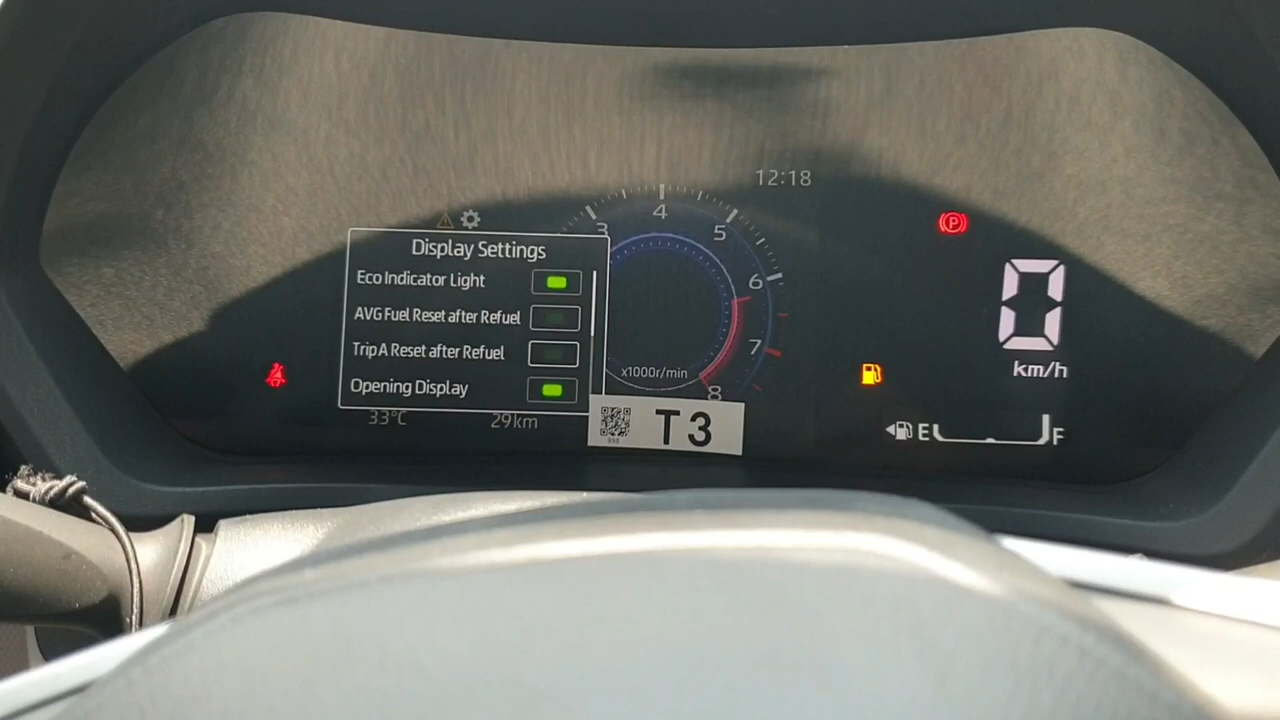 12:18
Display Settings
Eco Indicator Light
AVG Fuel Reset after Refuel
Trip A Reset after Refuel
Opening Display
33°C
29km
3
4
5
6
7
8
x1000r/min
T3
P
0
km/h
E
F